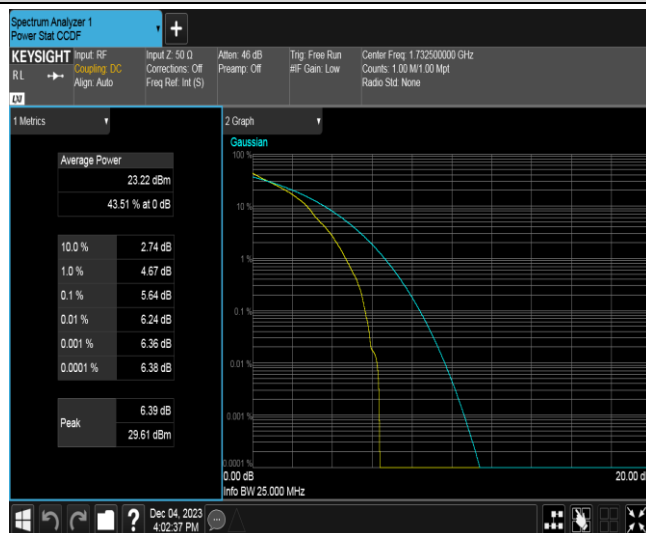 Spectrum Analyzer 1
Power Stat CCDF
KEYSIGHT
RL
LXI
Input: RF
Coupling: DC
Align: Auto
Input Z: 50 Ω
Corrections: Off
Freq Ref: Int (S)
Atten: 46 dB
Preamp: Off
Trig: Free Run
#IF Gain: Low
Center Freq: 1.732500000 GHz
Counts: 1.00 M/1.00 Mpt
Radio Std: None
1 Metrics
Average Power
23.22 dBm
43.51 % at 0 dB
10.0 % 2.74 dB
1.0 % 4.67 dB
0.1 % 5.64 dB
0.01 % 6.24 dB
0.001 % 6.36 dB
0.0001 % 6.38 dB
Peak
6.39 dB
29.61 dBm
2 Graph
Gaussian
100 %
10 %
1 %
0.1 %
0.01 %
0.001 %
0.0001 %
0.00 dB
20.00 d
Info BW 25.000 MHz
?
Dec 04, 2023
4:02:37 PM